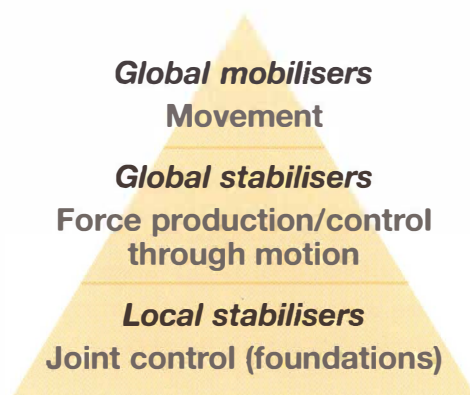 Global mobilisers
Movement
Global stabilisers
Force production/control
through motion
Local stabilisers
Joint control (foundations)